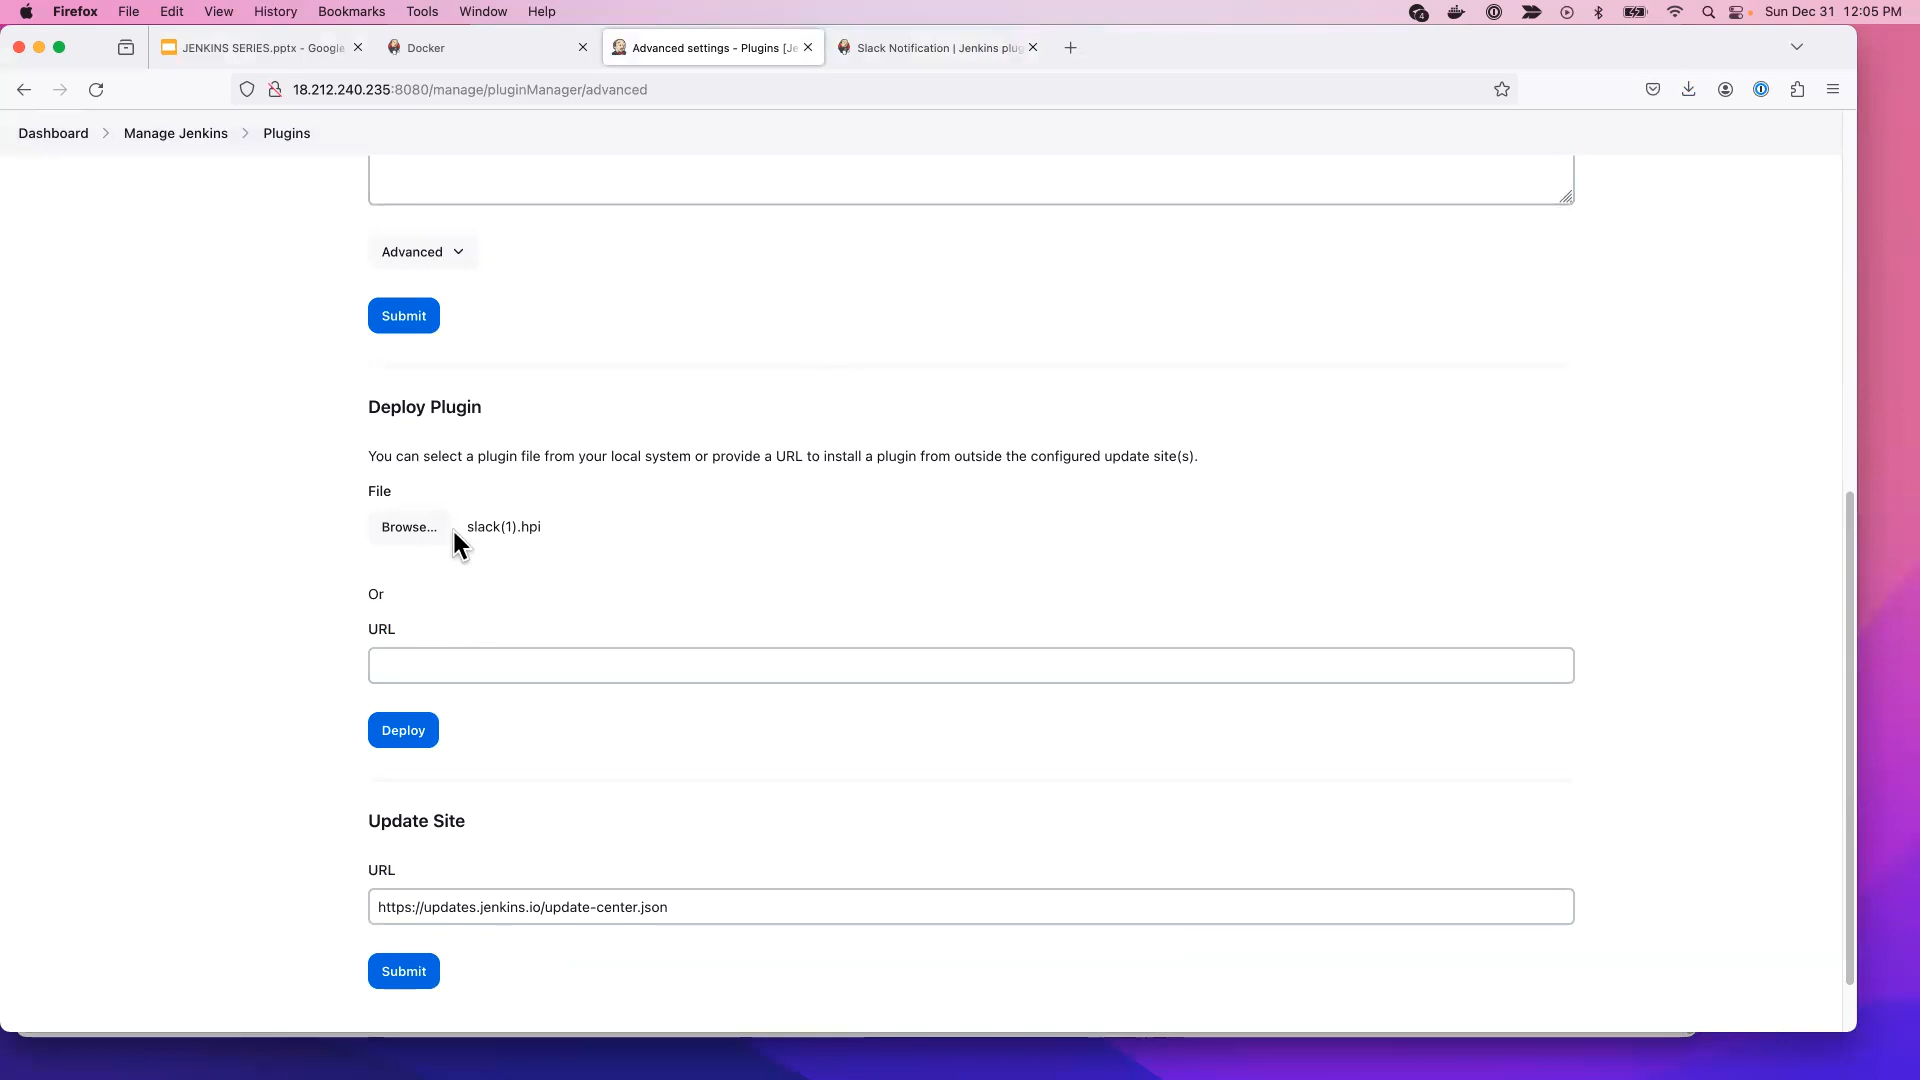 Firefox File Edit View History Bookmarks Tools Window Help 4 Sun Dec 31 12:05 PM
JENKINS SERIES.pptx - Google Docker Advanced settings - Plugins [Je Slack Notification | Jenkins plug
18.212.240.235:8080/manage/pluginManager/advanced
Dashboard Manage Jenkins Plugins
Advanced
Submit
Deploy Plugin
You can select a plugin file from your local system or provide a URL to install a plugin from outside the configured update site(s).
File
Browse... slack(1).hpi
Or
URL
Deploy
Update Site
URL
https://updates.jenkins.io/update-center.json
Submit